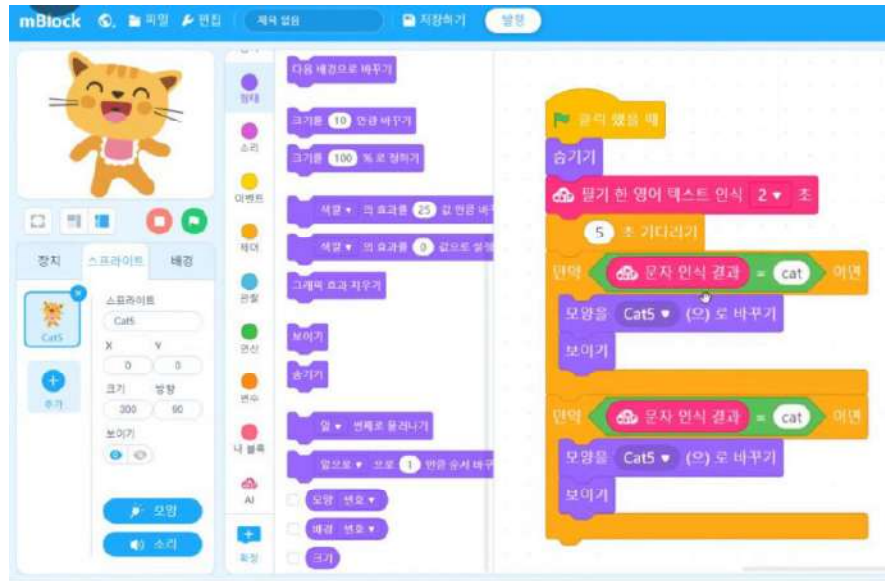 mBlock 파일 편집 제목 없음 저장하기 발행
다음 배경으로 바꾸기
형태
크기를 10 만큼 바꾸기
소리
크기를 100 % 로 정하기
이벤트
색깔 의 효과를 25 값 만큼 바꾸
제어
색깔 의 효과를 0 값으로 설정
관찰
그래픽 효과 지우기
연산
보이기
숨기기
변수
앞 번째로 물러나기
나 블록
앞으로 으로 1 만큼 순서 바꾸
AI
모양 번호
배경 번호
확장
크기
장치 스프라이트 배경
Cat5
추가
스프라이트
Cat5
X Y
0 0
크기 방향
300 90
보이기
모양
소리
클릭 했을 때
숨기기
필기 한 영어 텍스트 인식 2 초
5 초 기다리기
만약 문자 인식 결과 = cat 이면
모양을 Cat5 (으) 로 바꾸기
보이기
만약 문자 인식 결과 = cat 이면
모양을 Cat5 (으) 로 바꾸기
보이기